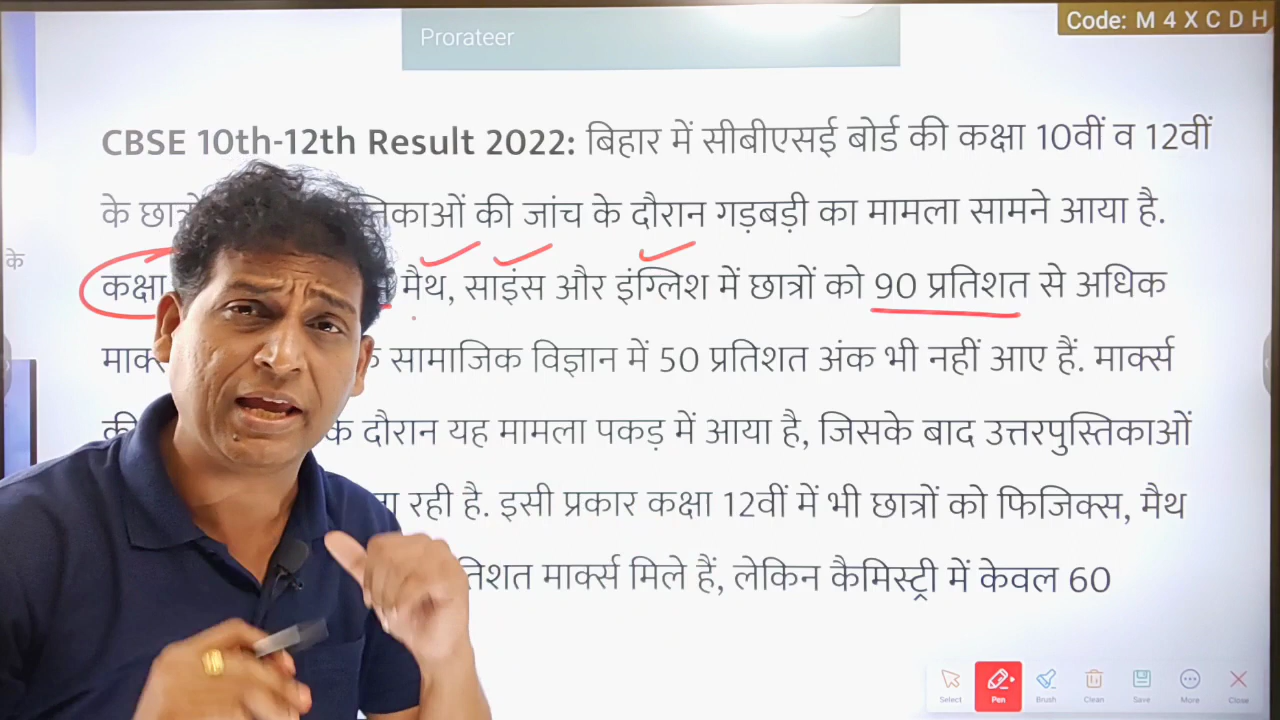 Code: M 4 X C D H
Prorateer
CBSE 10th-12th Result 2022: बिहार में सीबीएसई बोर्ड की कक्षा 10वीं व 12वीं
के की जांच के दौरान गड़बड़ी का मामला सामने आया है.
के
कक्षा मैथ, साइंस और इंग्लिश में छात्रों को 90 प्रतिशत से अधिक
सामाजिक विज्ञान में 50 प्रतिशत अंक भी नहीं आए हैं. मार्क्स
की दौरान यह मामला पकड़ में आया है, जिसके बाद उत्तरपुस्तिकाओं
रही है. इसी प्रकार कक्षा 12वीं में भी छात्रों को फिजिक्स, मैथ
मार्क्स मिले हैं, लेकिन कैमिस्ट्री में केवल 60
Select Pen Brush Clean Save More Close